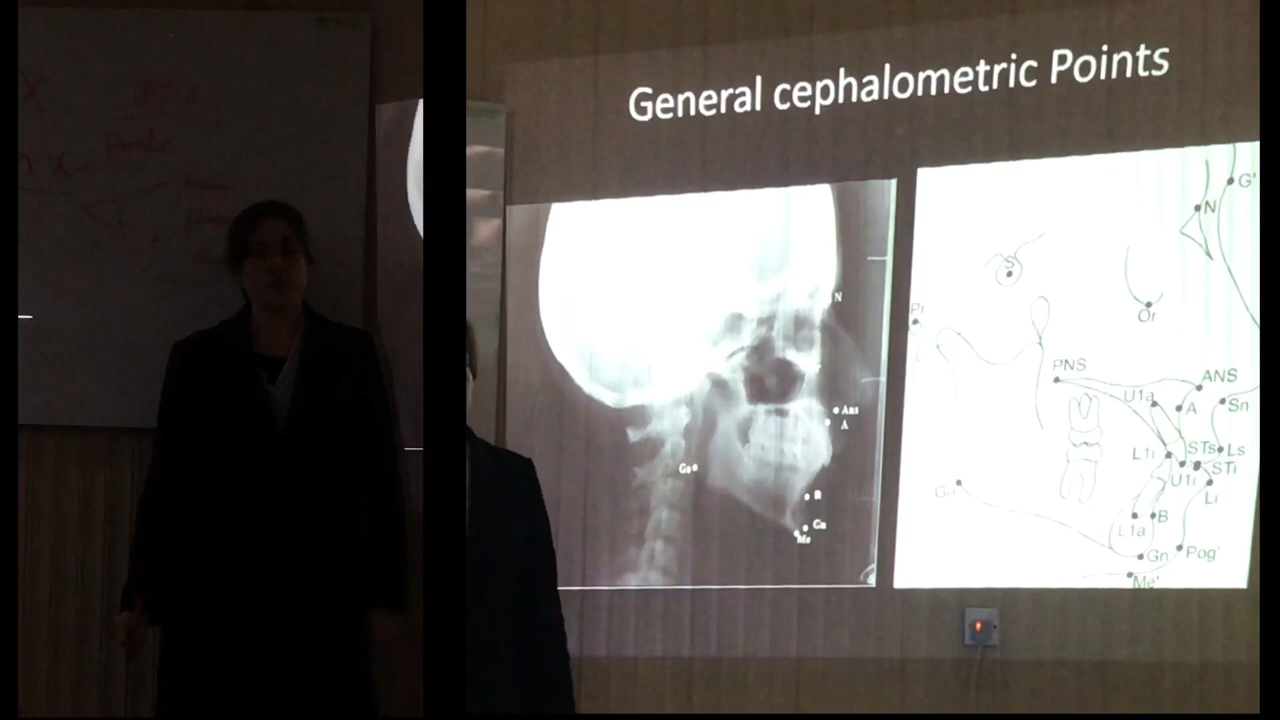 General cephalometric Points
N
Ans
A
Go
B
Gn
Me
G'
N
S
Or
Pr
PNS
ANS
U1a
A
Sn
L1i
STs
Ls
U1i
STi
Li
Go
L1a
B
Gn
Pog'
Me'